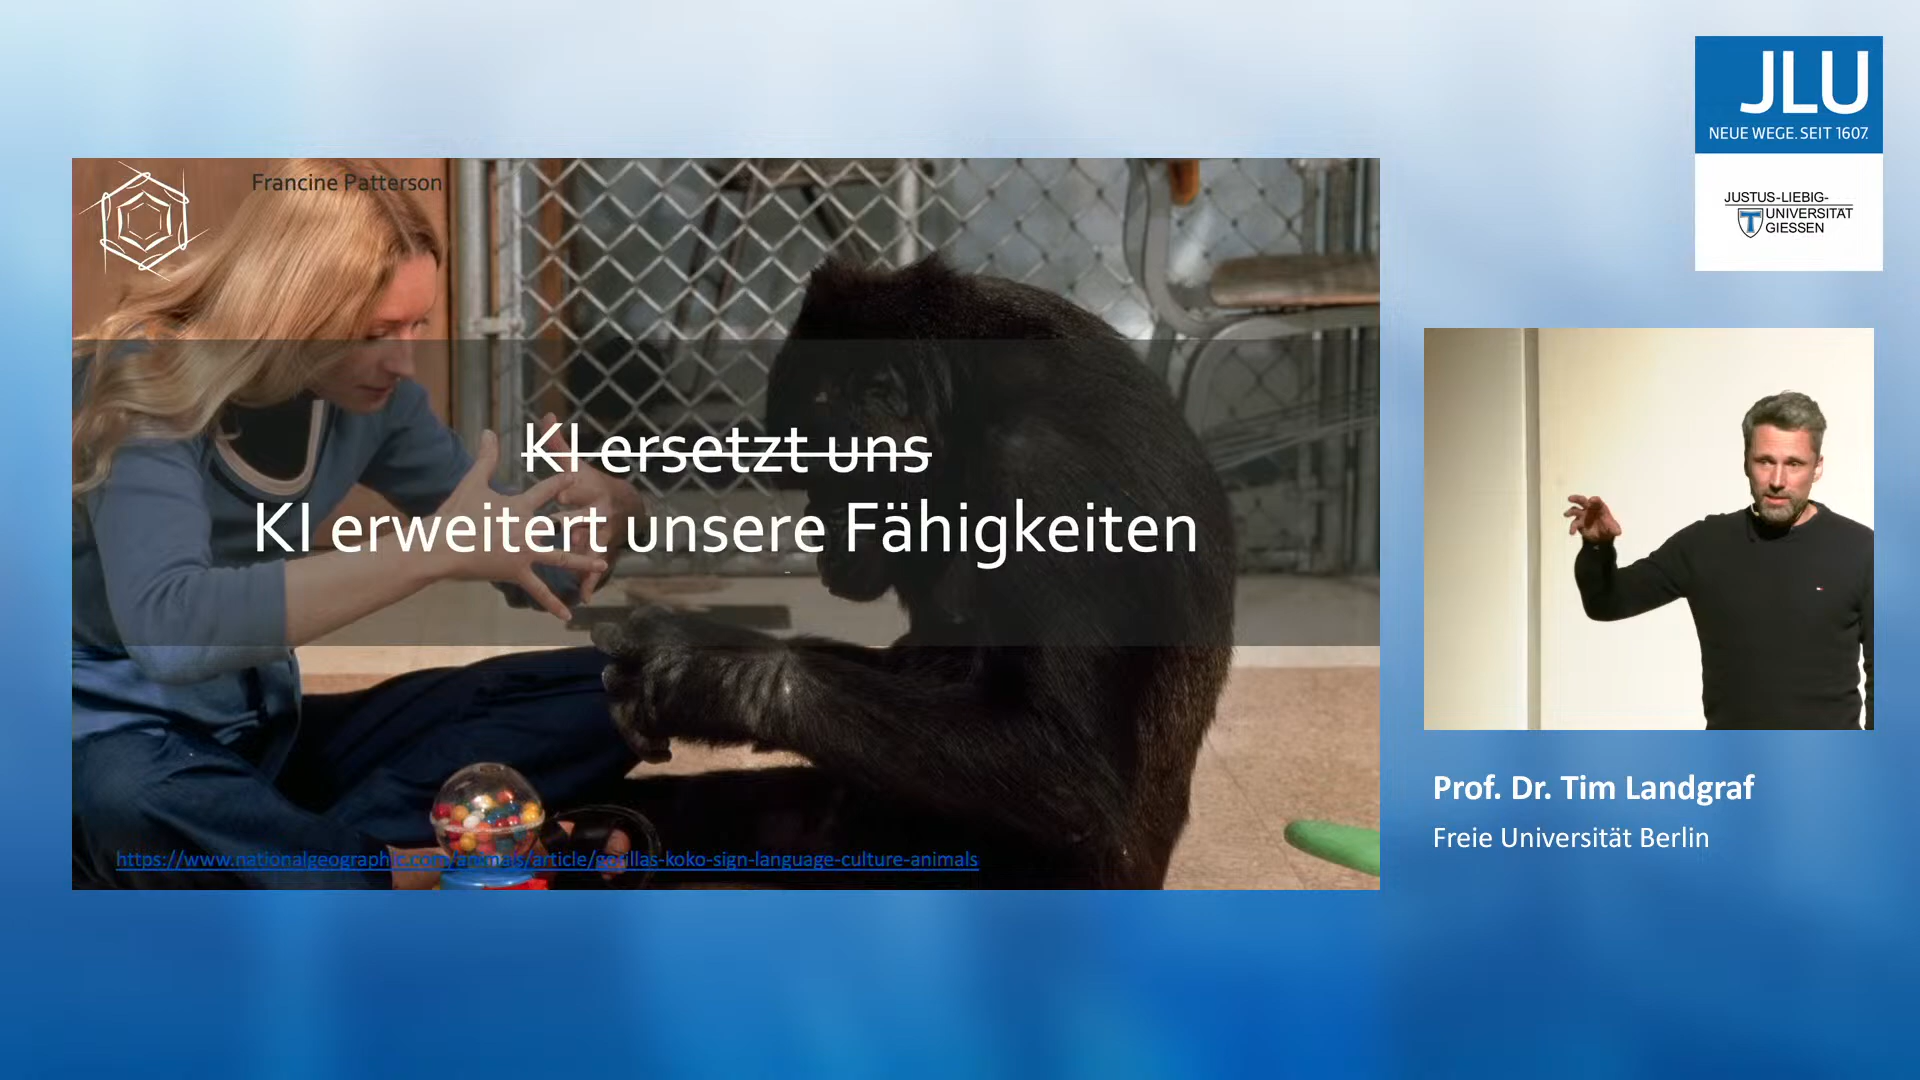 Francine Patterson
KI ersetzt uns
KI erweitert unsere Fähigkeiten
https://www.nationalgeographic.com/animals/article/gorillas-koko-sign-language-culture-animals
JLU
NEUE WEGE. SEIT 1607.
JUSTUS-LIEBIG-
UNIVERSITÄT
GIESSEN
Prof. Dr. Tim Landgraf
Freie Universität Berlin